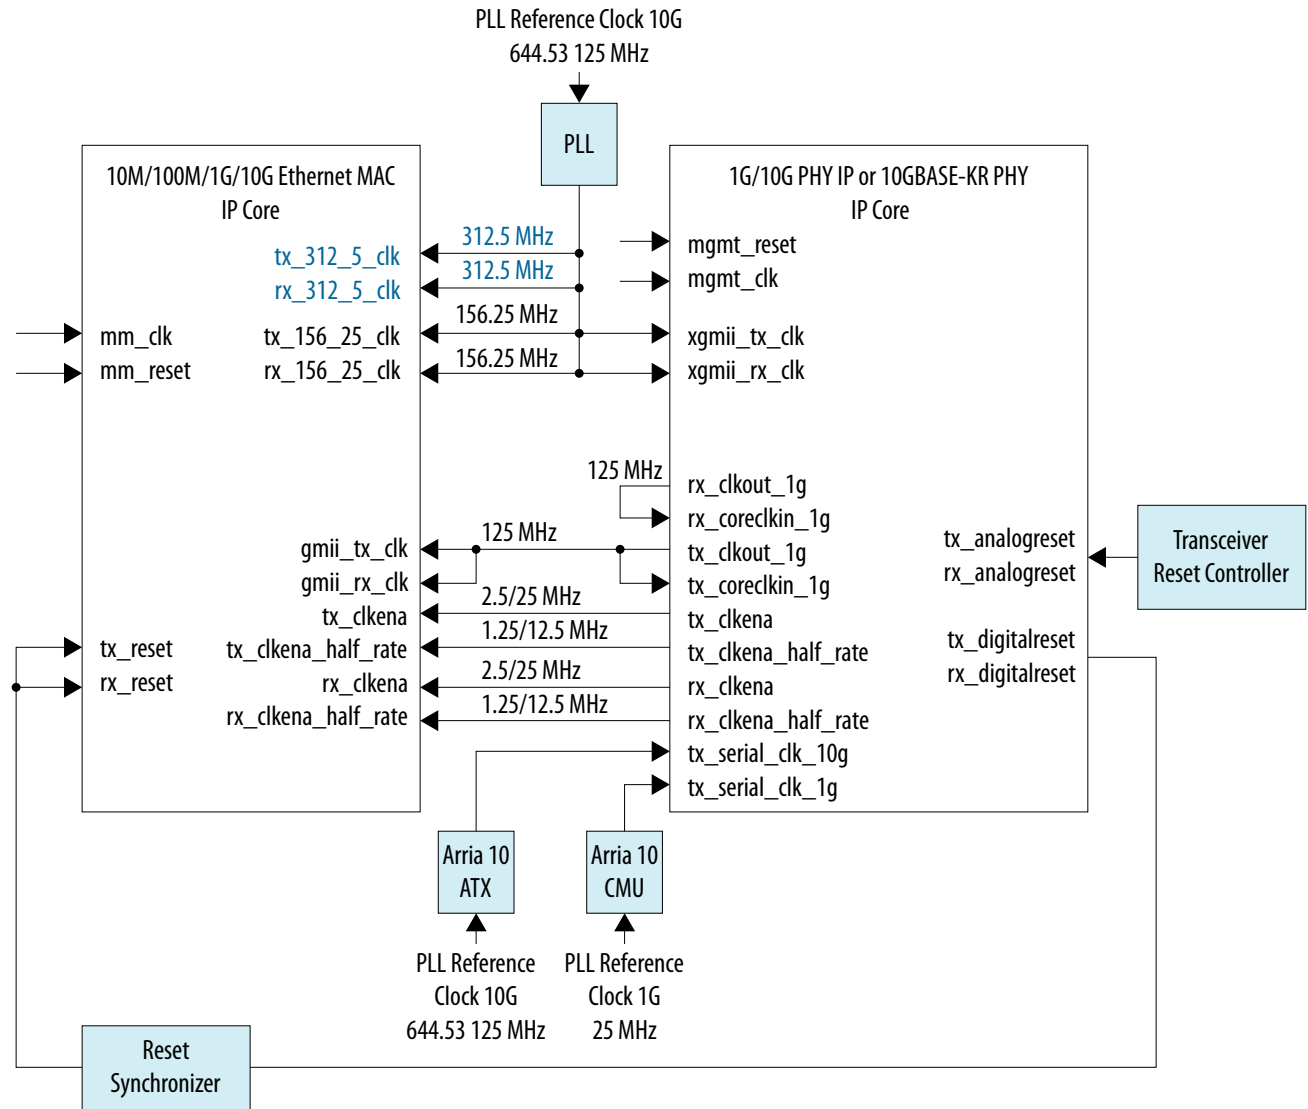 PLL Reference Clock 10G
644.53 125 MHz
PLL
10M/100M/1G/10G Ethernet MAC
IP Core
1G/10G PHY IP or 10GBASE-KR PHY
IP Core
tx_312_5_clk
312.5 MHz
rx_312_5_clk
312.5 MHz
mgmt_reset
mgmt_clk
mm_clk
tx_156_25_clk
156.25 MHz
xgmii_tx_clk
mm_reset
rx_156_25_clk
156.25 MHz
xgmii_rx_clk
125 MHz
rx_clkout_1g
rx_coreclkin_1g
gmii_tx_clk
125 MHz
tx_clkout_1g
gmii_rx_clk
tx_coreclkin_1g
tx_clkena
2.5/25 MHz
tx_clkena
tx_clkena_half_rate
1.25/12.5 MHz
tx_clkena_half_rate
rx_clkena
2.5/25 MHz
rx_clkena
rx_clkena_half_rate
1.25/12.5 MHz
rx_clkena_half_rate
tx_serial_clk_10g
tx_serial_clk_1g
tx_reset
rx_reset
tx_analogreset
rx_analogreset
tx_digitalreset
rx_digitalreset
Transceiver
Reset Controller
Arria 10
ATX
Arria 10
CMU
PLL Reference
Clock 10G
644.53 125 MHz
PLL Reference
Clock 1G
25 MHz
Reset
Synchronizer